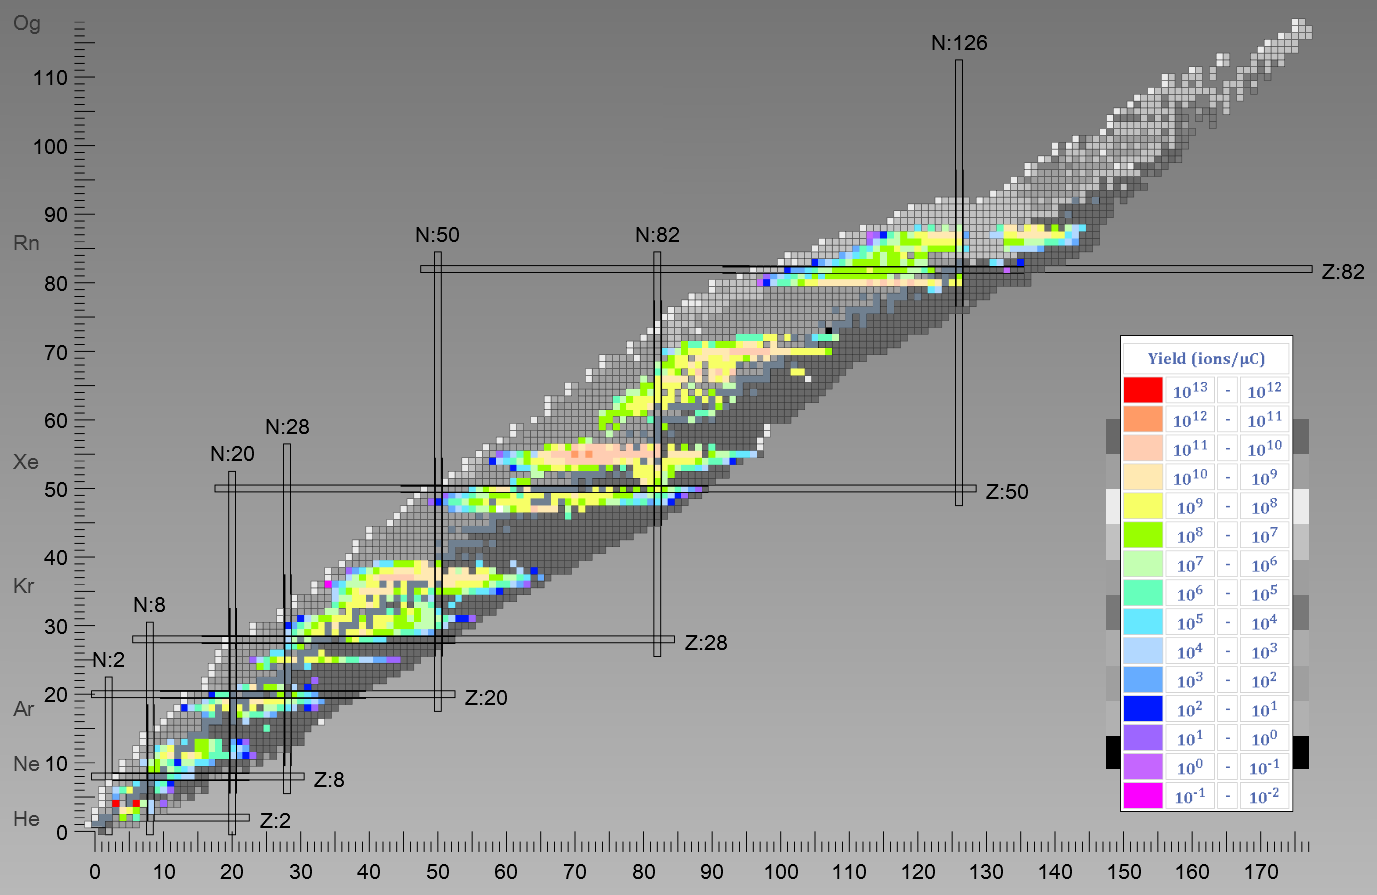 Og
110
N:126
100
90
Rn
N:50
N:82
80
Z:82
70
60
N:28
N:20
Xe
50
Z:50
40
Kr
N:8
30
Z:28
N:2
20
Z:20
Ar
Ne
10
Z:8
He
Z:2
0
0 10 20 30 40 50 60 70 80 90 100 110 120 130 140 150 160 170
Yield (ions/µC)
10¹³ - 10¹²
10¹² - 10¹¹
10¹¹ - 10¹⁰
10¹⁰ - 10⁹
10⁹ - 10⁸
10⁸ - 10⁷
10⁷ - 10⁶
10⁶ - 10⁵
10⁵ - 10⁴
10⁴ - 10³
10³ - 10²
10² - 10¹
10¹ - 10⁰
10⁰ - 10⁻¹
10⁻¹ - 10⁻²